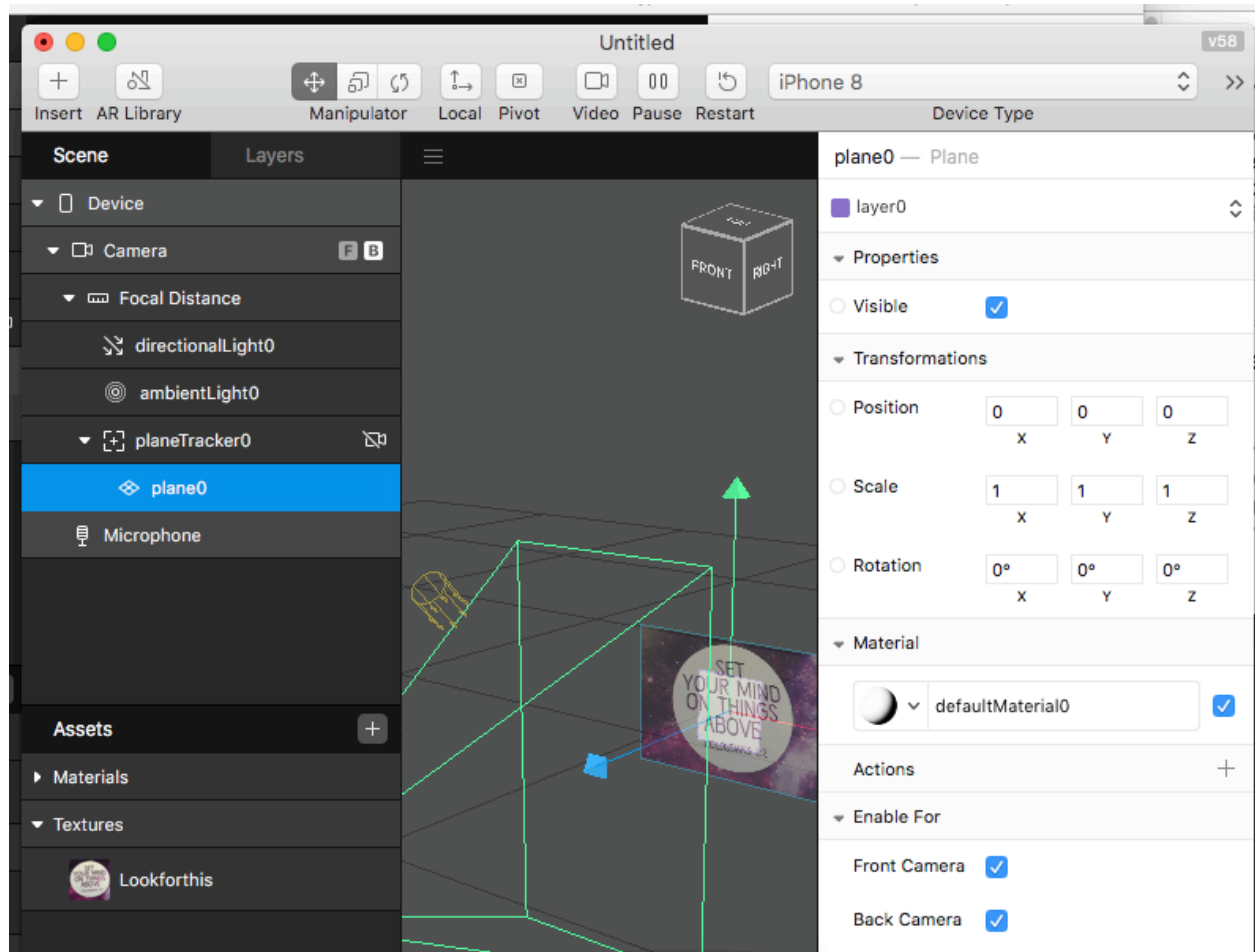 Untitled
v58
Insert AR Library Manipulator Local Pivot Video Pause Restart
iPhone 8
Device Type
Scene Layers
Device
Camera F B
Focal Distance
directionalLight0
ambientLight0
planeTracker0
plane0
Microphone
Assets
Materials
Textures
Lookforthis
FRONT RIGHT
SET
YOUR MIND
ON THINGS
ABOVE
plane0 — Plane
layer0
Properties
Visible
Transformations
Position 0 0 0
X Y Z
Scale 1 1 1
X Y Z
Rotation 0° 0° 0°
X Y Z
Material
defaultMaterial0
Actions
Enable For
Front Camera
Back Camera